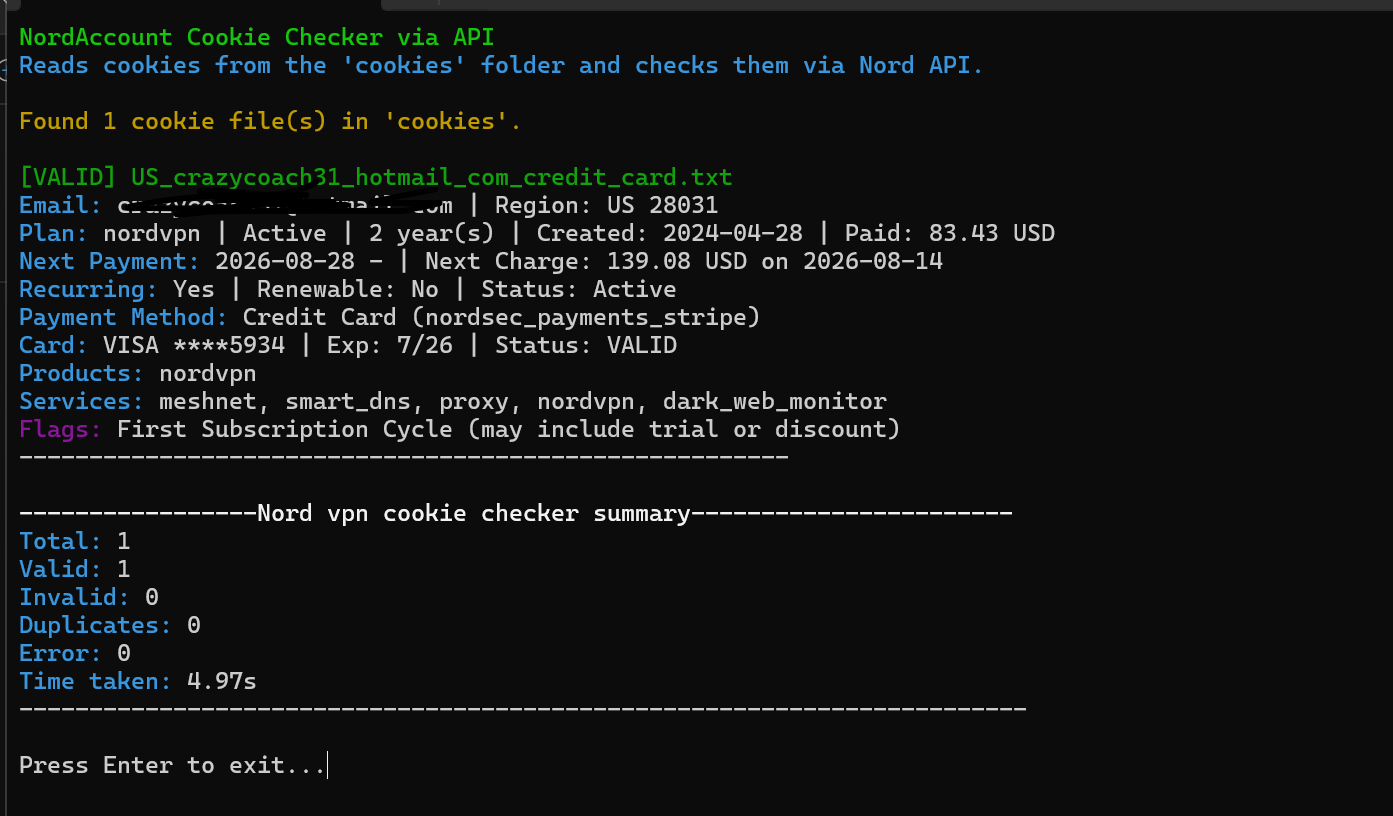 NordAccount Cookie Checker via API
Reads cookies from the 'cookies' folder and checks them via Nord API.
Found 1 cookie file(s) in 'cookies'.
[VALID] US_crazycoach31_hotmail_com_credit_card.txt
Email: | Region: US 28031
Plan: nordvpn | Active | 2 year(s) | Created: 2024-04-28 | Paid: 83.43 USD
Next Payment: 2026-08-28 - | Next Charge: 139.08 USD on 2026-08-14
Recurring: Yes | Renewable: No | Status: Active
Payment Method: Credit Card (nordsec_payments_stripe)
Card: VISA ****5934 | Exp: 7/26 | Status: VALID
Products: nordvpn
Services: meshnet, smart_dns, proxy, nordvpn, dark_web_monitor
Flags: First Subscription Cycle (may include trial or discount)
-------------------------------------------------------
-----------------Nord vpn cookie checker summary-----------------------
Total: 1
Valid: 1
Invalid: 0
Duplicates: 0
Error: 0
Time taken: 4.97s
------------------------------------------------------------------------
Press Enter to exit...